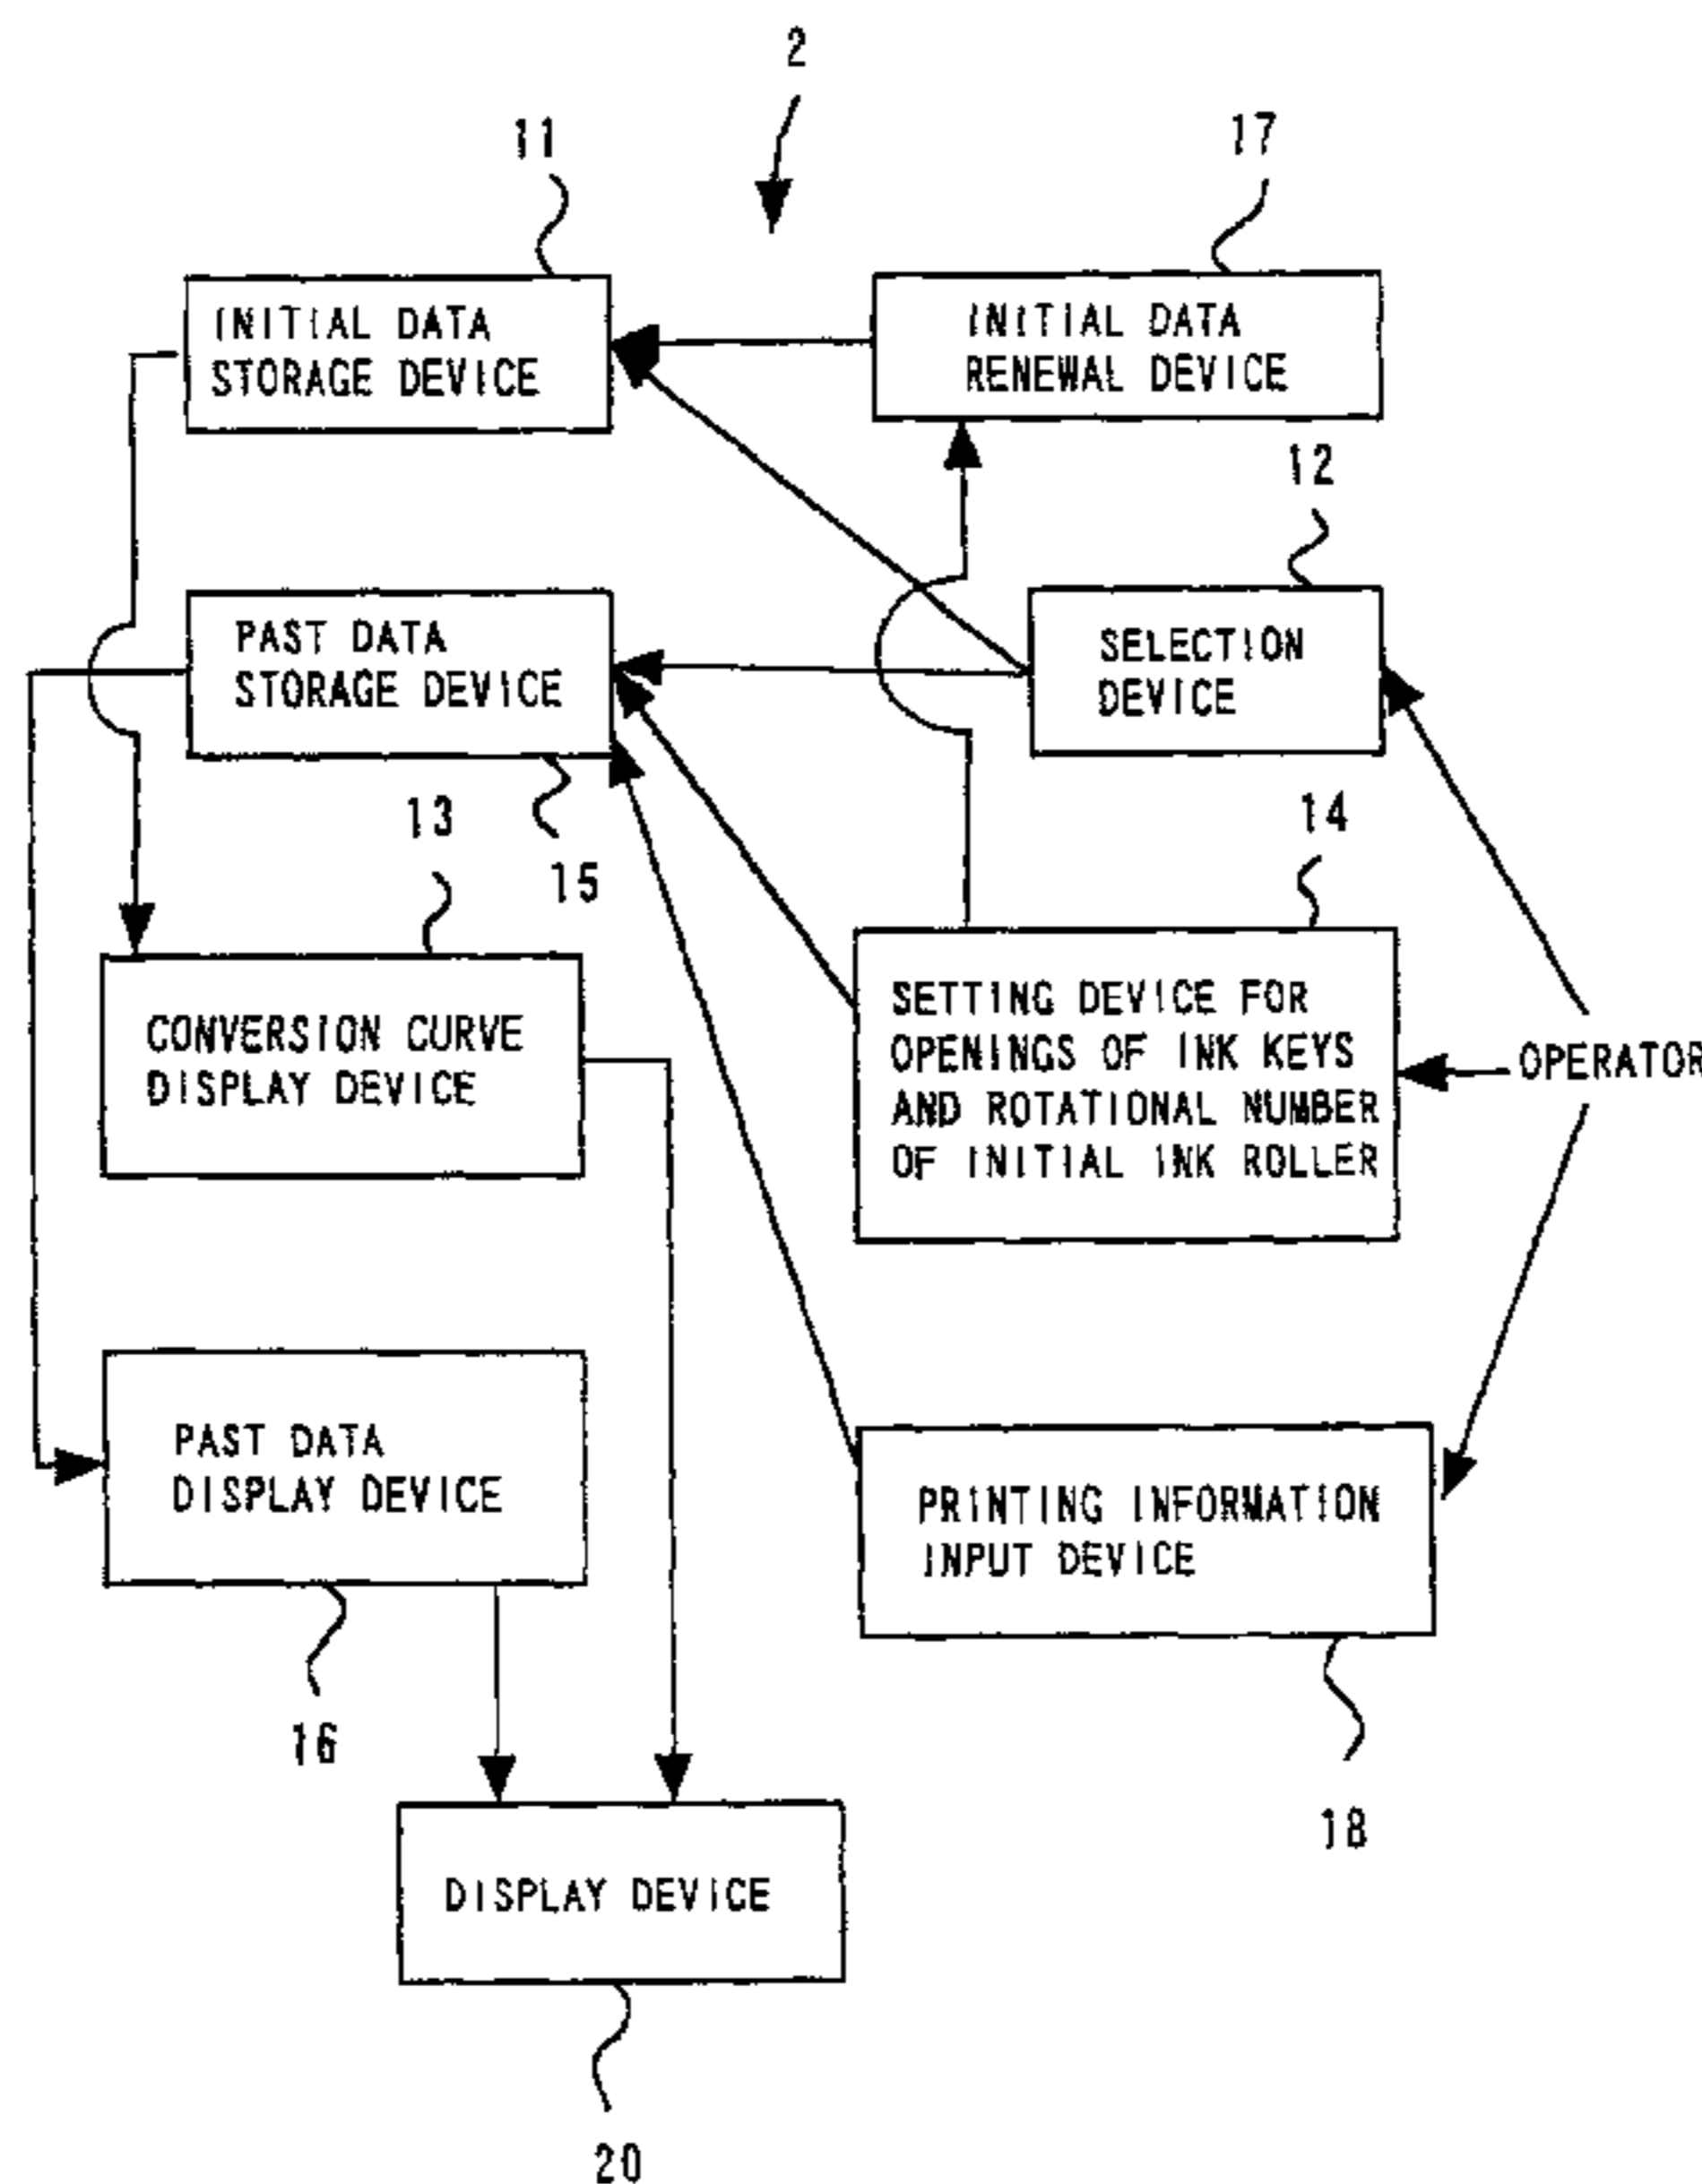 2
11
17
INITIAL DATA
STORAGE DEVICE
INITIAL DATA
RENEWAL DEVICE
12
PAST DATA
STORAGE DEVICE
SELECTION
DEVICE
13
15
14
CONVERSION CURVE
DISPLAY DEVICE
SETTING DEVICE FOR
OPENINGS OF INK KEYS
AND ROTATIONAL NUMBER
OF INITIAL INK ROLLER
OPERATOR
PAST DATA
DISPLAY DEVICE
PRINTING INFORMATION
INPUT DEVICE
16
18
DISPLAY DEVICE
20